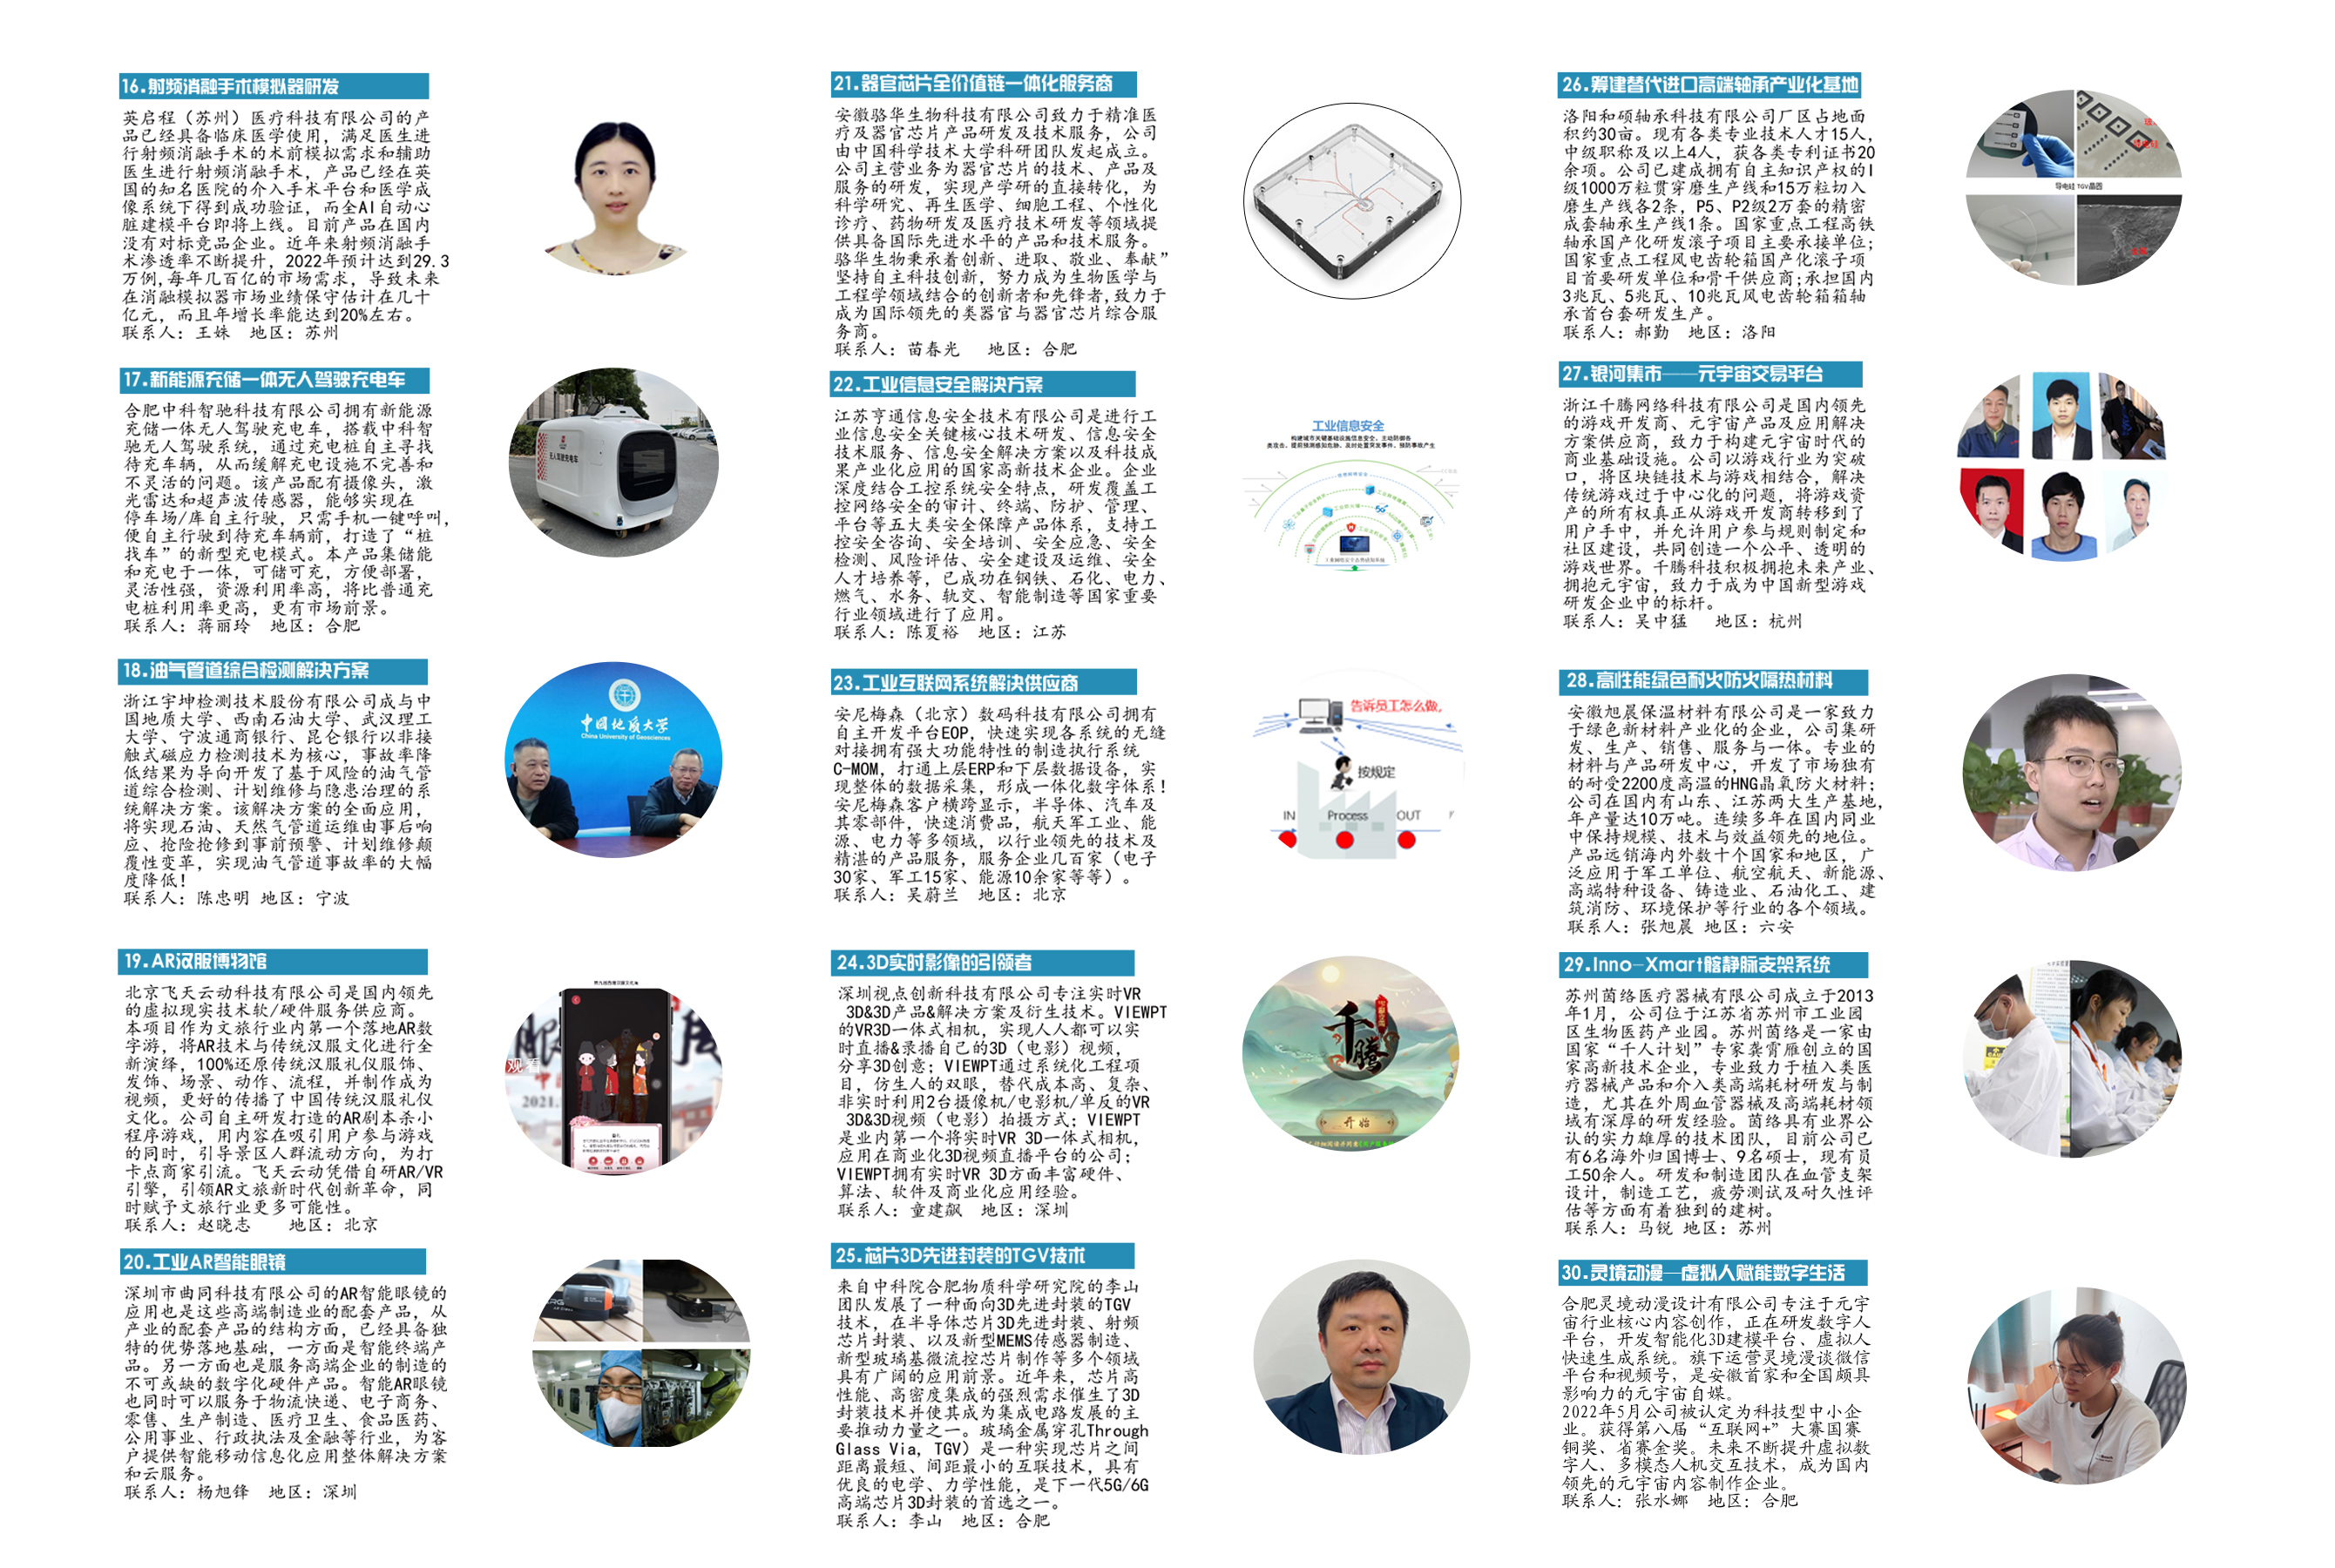 16.射频消融手术模拟器研发
英启程（苏州）医疗科技有限公司的产
品已经具备临床医学使用，满足医生进
行射频消融手术的术前模拟需求和辅助
医生进行射频消融手术，产品已经在英
国的知名医院的介入手术平台和医学成
像系统下得到成功验证，而全AI自动心
脏建模平台即将上线。目前产品在国内
没有对标竞品企业。近年来射频消融手
术渗透率不断提升，2022年预计达到29.3
万例,每年几百亿的市场需求，导致未来
在消融模拟器市场业绩保守估计在几十
亿元，而且年增长率能达到20%左右。
联系人：王姝 地区：苏州
17.新能源充储一体无人驾驶充电车
合肥中科智驰科技有限公司拥有新能源
充储一体无人驾驶充电车，搭载中科智
驰无人驾驶系统，通过充电桩自主寻找
待充车辆，从而缓解充电设施不完善和
不灵活的问题。该产品配有摄像头，激
光雷达和超声波传感器，能够实现在
停车场/库自主行驶，只需手机一键呼叫，
便自主行驶到待充车辆前，打造了“桩
找车”的新型充电模式。本产品集储能
和充电于一体，可储可充，方便部署，
灵活性强，资源利用率高，将比普通充
电桩利用率更高，更有市场前景。
联系人：蒋丽玲 地区：合肥
无人驾驶充电车
18.油气管道综合检测解决方案
浙江宇坤检测技术股份有限公司成与中
国地质大学、西南石油大学、武汉理工
大学、宁波通商银行、昆仑银行以非接
触式磁应力检测技术为核心，事故率降
低结果为导向开发了基于风险的油气管
道综合检测、计划维修与隐患治理的系
统解决方案。该解决方案的全面应用，
将实现石油、天然气管道运维由事后响
应、抢险抢修到事前预警、计划维修颠
覆性变革，实现油气管道事故率的大幅
度降低！
联系人：陈忠明 地区：宁波
中国地质大学
China University of Geosciences
19.AR汉服博物馆
北京飞天云动科技有限公司是国内领先
的虚拟现实技术软/硬件服务供应商。
本项目作为文旅行业内第一个落地AR数
字游，将AR技术与传统汉服文化进行全
新演绎，100%还原传统汉服礼仪服饰、
发饰、场景、动作、流程，并制作成为
视频，更好的传播了中国传统汉服礼仪
文化。公司自主研发打造的AR剧本杀小
程序游戏，用内容在吸引用户参与游戏
的同时，引导景区人群流动方向，为打
卡点商家引流。飞天云动凭借自研AR/VR
引擎，引领AR文旅新时代创新革命，同
时赋予文旅行业更多可能性。
联系人：赵晓志 地区：北京
观看
2021.
20.工业AR智能眼镜
深圳市曲同科技有限公司的AR智能眼镜的
应用也是这些高端制造业的配套产品，从
产业的配套产品的结构方面，已经具备独
特的优势落地基础，一方面是智能终端产
品。另一方面也是服务高端企业的制造的
不可或缺的数字化硬件产品。智能AR眼镜
也同时可以服务于物流快递、电子商务、
零售、生产制造、医疗卫生、食品医药、
公用事业、行政执法及金融等行业，为客
户提供智能移动信息化应用整体解决方案
和云服务。
联系人：杨旭锋 地区：深圳
21.器官芯片全价值链一体化服务商
安徽骆华生物科技有限公司致力于精准医
疗及器官芯片产品研发及技术服务，公司
由中国科学技术大学科研团队发起成立。
公司主营业务为器官芯片的技术、产品及
服务的研发，实现产学研的直接转化，为
科学研究、再生医学、细胞工程、个性化
诊疗、药物研发及医疗技术研发等领域提
供具备国际先进水平的产品和技术服务。
骆华生物秉承着创新、进取、敬业、奉献”
坚持自主科技创新，努力成为生物医学与
工程学领域结合的创新者和先锋者,致力于
成为国际领先的类器官与器官芯片综合服
务商。
联系人：苗春光 地区：合肥
22.工业信息安全解决方案
江苏亨通信息安全技术有限公司是进行工
业信息安全关键核心技术研发、信息安全
技术服务、信息安全解决方案以及科技成
果产业化应用的国家高新技术企业。企业
深度结合工控系统安全特点，研发覆盖工
控网络安全的审计、终端、防护、管理、
平台等五大类安全保障产品体系，支持工
控安全咨询、安全培训、安全应急、安全
检测、风险评估、安全建设及运维、安全
人才培养等，已成功在钢铁、石化、电力、
燃气、水务、轨交、智能制造等国家重要
行业领域进行了应用。
联系人：陈夏裕 地区：江苏
工业信息安全
构建城市关键基础设施信息安全，主动防御各
类攻击，提前预测感知危险，及时处置突发事件，预防事故产生
23.工业互联网系统解决供应商
安尼梅森（北京）数码科技有限公司拥有
自主开发平台EOP，快速实现各系统的无缝
对接拥有强大功能特性的制造执行系统
C-MOM，打通上层ERP和下层数据设备，实
现整体的数据采集，形成一体化数字体系！
安尼梅森客户横跨显示，半导体、汽车及
其零部件，快速消费品，航天军工业、能
源、电力等多领域，以行业领先的技术及
精湛的产品服务，服务企业几百家（电子
30家、军工15家、能源10余家等等）。
联系人：吴蔚兰 地区：北京
告诉员工怎么做,
按规定
IN Process OUT
24.3D实时影像的引领者
深圳视点创新科技有限公司专注实时VR
3D&3D产品&解决方案及衍生技术。VIEWPT
的VR3D一体式相机，实现人人都可以实
时直播&录播自己的3D（电影）视频，
分享3D创意；VIEWPT通过系统化工程项
目，仿生人的双眼，替代成本高、复杂、
非实时利用2台摄像机/电影机/单反的VR
3D&3D视频（电影）拍摄方式；VIEWPT
是业内第一个将实时VR 3D一体式相机，
应用在商业化3D视频直播平台的公司；
VIEWPT拥有实时VR 3D方面丰富硬件、
算法、软件及商业化应用经验。
联系人：童建飙 地区：深圳
千腾
开始
25.芯片3D先进封装的TGV技术
来自中科院合肥物质科学研究院的李山
团队发展了一种面向3D先进封装的TGV
技术，在半导体芯片3D先进封装、射频
芯片封装、以及新型MEMS传感器制造、
新型玻璃基微流控芯片制作等多个领域
具有广阔的应用前景。近年来，芯片高
性能、高密度集成的强烈需求催生了3D
封装技术并使其成为集成电路发展的主
要推动力量之一。玻璃金属穿孔Through
Glass Via, TGV）是一种实现芯片之间
距离最短、间距最小的互联技术，具有
优良的电学、力学性能，是下一代5G/6G
高端芯片3D封装的首选之一。
联系人：李山 地区：合肥
26.筹建替代进口高端轴承产业化基地
洛阳和硕轴承科技有限公司厂区占地面
积约30亩。现有各类专业技术人才15人，
中级职称及以上4人，获各类专利证书20
余项。公司已建成拥有自主知识产权的I
级1000万粒贯穿磨生产线和15万粒切入
磨生产线各2条，P5、P2级2万套的精密
成套轴承生产线1条。国家重点工程高铁
轴承国产化研发滚子项目主要承接单位；
国家重点工程风电齿轮箱国产化滚子项
目首要研发单位和骨干供应商;承担国内
3兆瓦、5兆瓦、10兆瓦风电齿轮箱箱轴
承首台套研发生产。
联系人：郝勤 地区：洛阳
导电硅 TGV晶圆
27.银河集市——元宇宙交易平台
浙江千腾网络科技有限公司是国内领先
的游戏开发商、元宇宙产品及应用解决
方案供应商，致力于构建元宇宙时代的
商业基础设施。公司以游戏行业为突破
口，将区块链技术与游戏相结合，解决
传统游戏过于中心化的问题，将游戏资
产的所有权真正从游戏开发商转移到了
用户手中，并允许用户参与规则制定和
社区建设，共同创造一个公平、透明的
游戏世界。千腾科技积极拥抱未来产业、
拥抱元宇宙，致力于成为中国新型游戏
研发企业中的标杆。
联系人：吴中猛 地区：杭州
28.高性能绿色耐火防火隔热材料
安徽旭晨保温材料有限公司是一家致力
于绿色新材料产业化的企业，公司集研
发、生产、销售、服务与一体。专业的
材料与产品研发中心，开发了市场独有
的耐受2200度高温的HNG晶氧防火材料；
公司在国内有山东、江苏两大生产基地，
年产量达10万吨。连续多年在国内同业
中保持规模、技术与效益领先的地位。
产品远销海内外数十个国家和地区，广
泛应用于军工单位、航空航天、新能源、
高端特种设备、铸造业、石油化工、建
筑消防、环境保护等行业的各个领域。
联系人：张旭晨 地区：六安
29.Inno-Xmart髂静脉支架系统
苏州茵络医疗器械有限公司成立于2013
年1月，公司位于江苏省苏州市工业园
区生物医药产业园。苏州茵络是一家由
国家“千人计划”专家龚霄雁创立的国
家高新技术企业，专业致力于植入类医
疗器械产品和介入类高端耗材研发与制
造，尤其在外周血管器械及高端耗材领
域有深厚的研发经验。茵络具有业界公
认的实力雄厚的技术团队，目前公司已
有6名海外归国博士、9名硕士，现有员
工50余人。研发和制造团队在血管支架
设计，制造工艺，疲劳测试及耐久性评
估等方面有着独到的建树。
联系人：马锐 地区：苏州
30.灵境动漫—虚拟人赋能数字生活
合肥灵境动漫设计有限公司专注于元宇
宙行业核心内容创作，正在研发数字人
平台，开发智能化3D建模平台、虚拟人
快速生成系统。旗下运营灵境漫谈微信
平台和视频号，是安徽首家和全国颇具
影响力的元宇宙自媒。
2022年5月公司被认定为科技型中小企
业。获得第八届“互联网+”大赛国赛
铜奖、省赛金奖。未来不断提升虚拟数
字人、多模态人机交互技术，成为国内
领先的元宇宙内容制作企业。
联系人：张水娜 地区：合肥